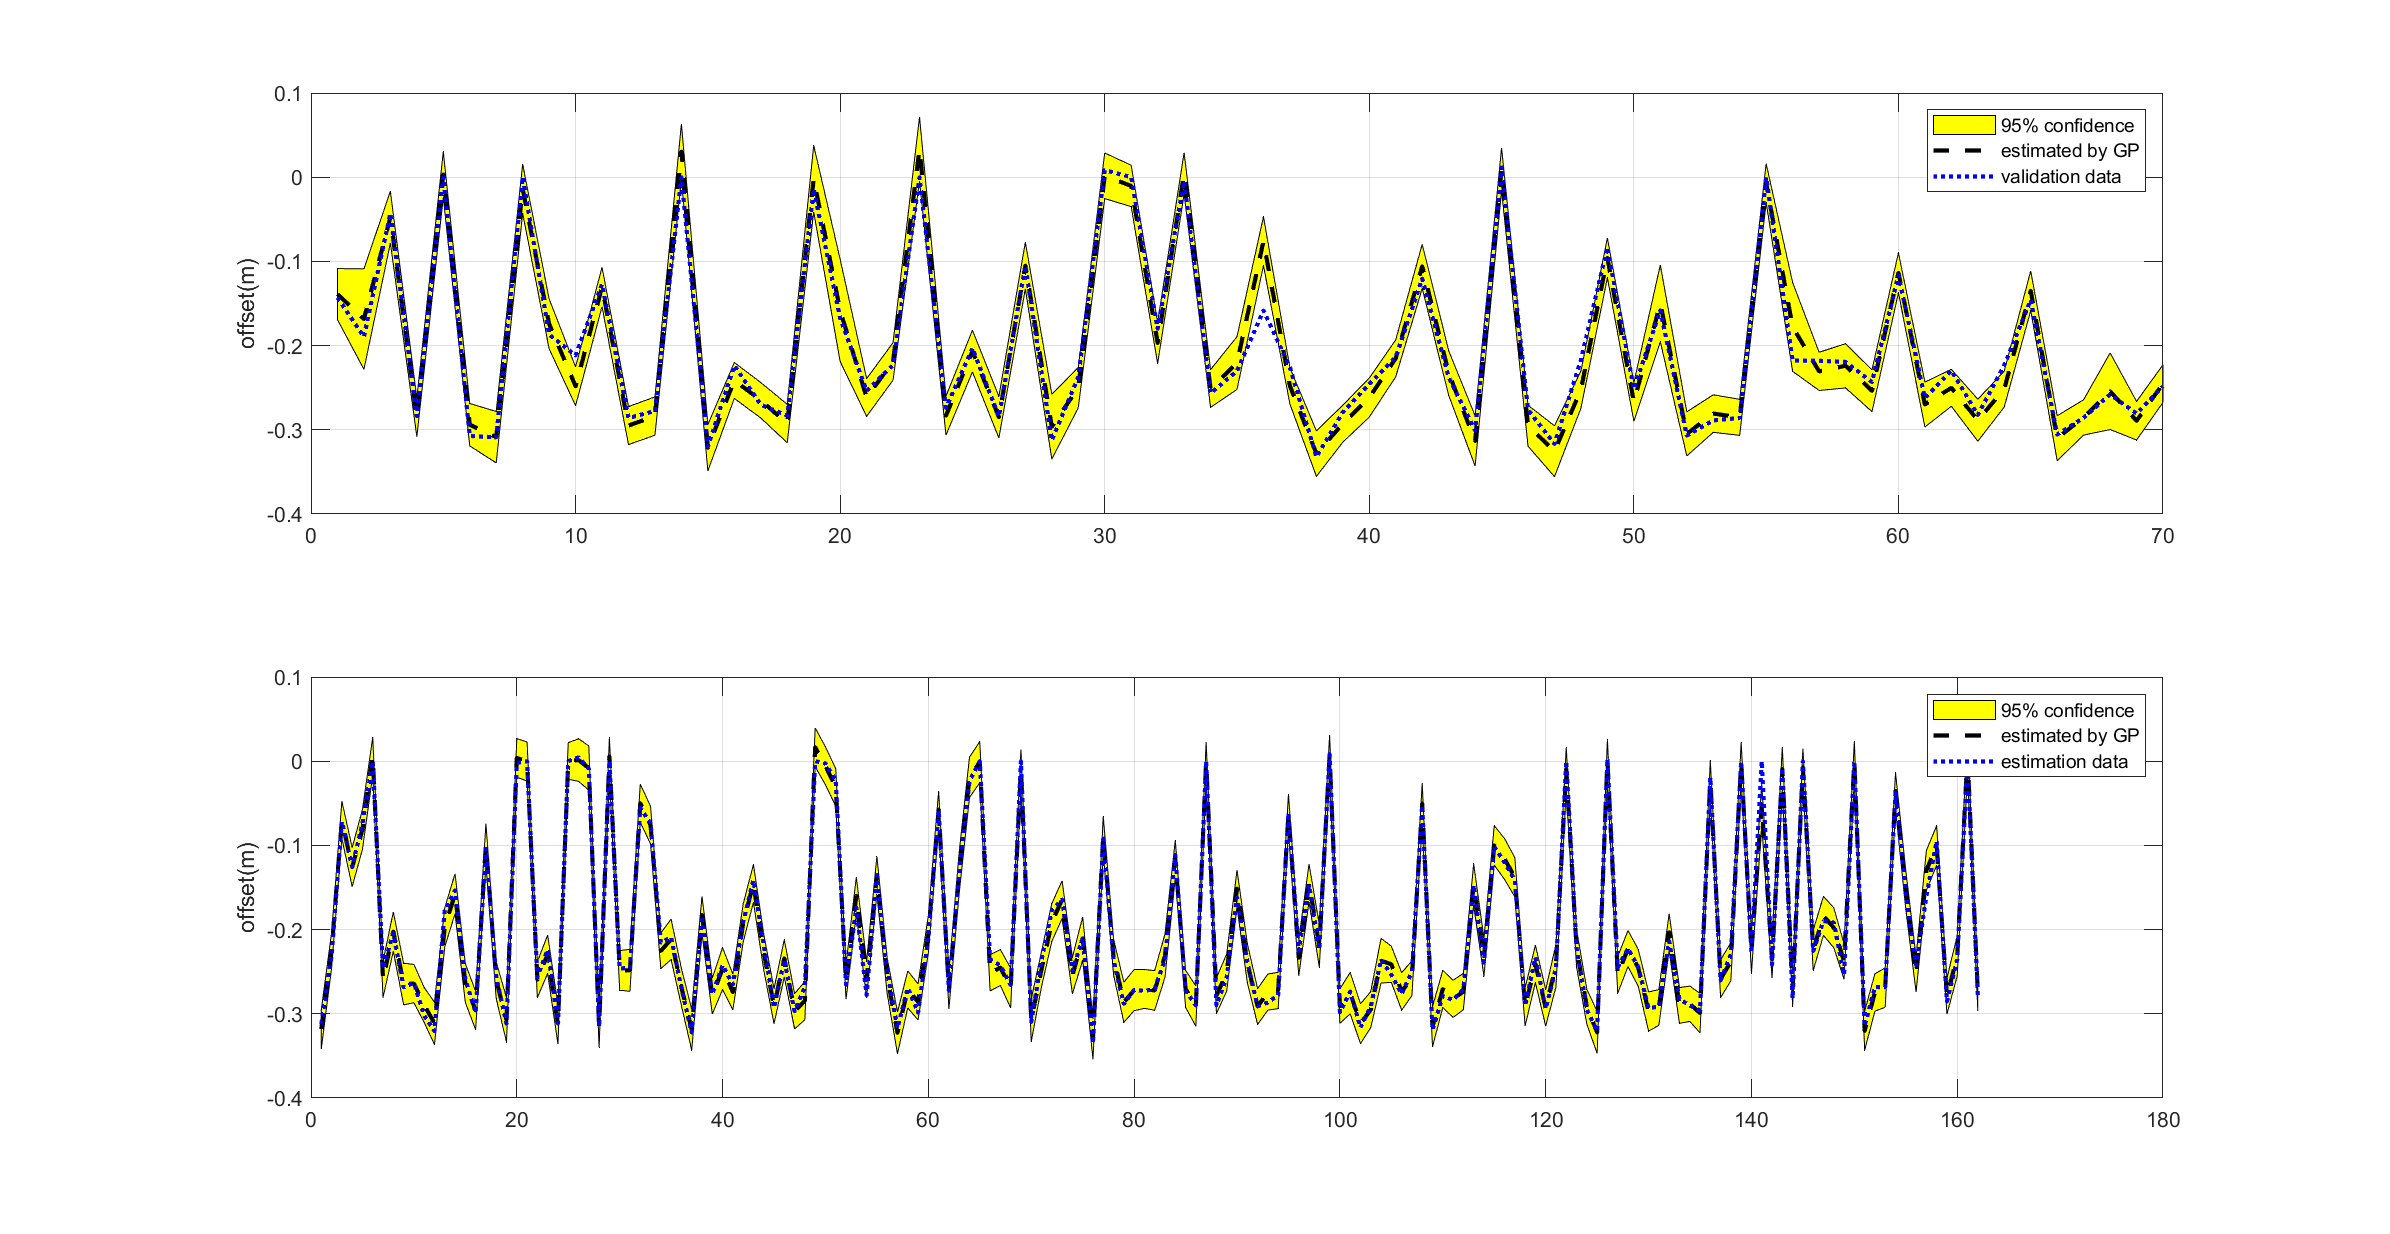 0.1
0
-0.1
-0.2
-0.3
-0.4
offset(m)
0 10 20 30 40 50 60 70
95% confidence
estimated by GP
validation data
0.1
0
-0.1
-0.2
-0.3
-0.4
offset(m)
0 20 40 60 80 100 120 140 160 180
95% confidence
estimated by GP
estimation data